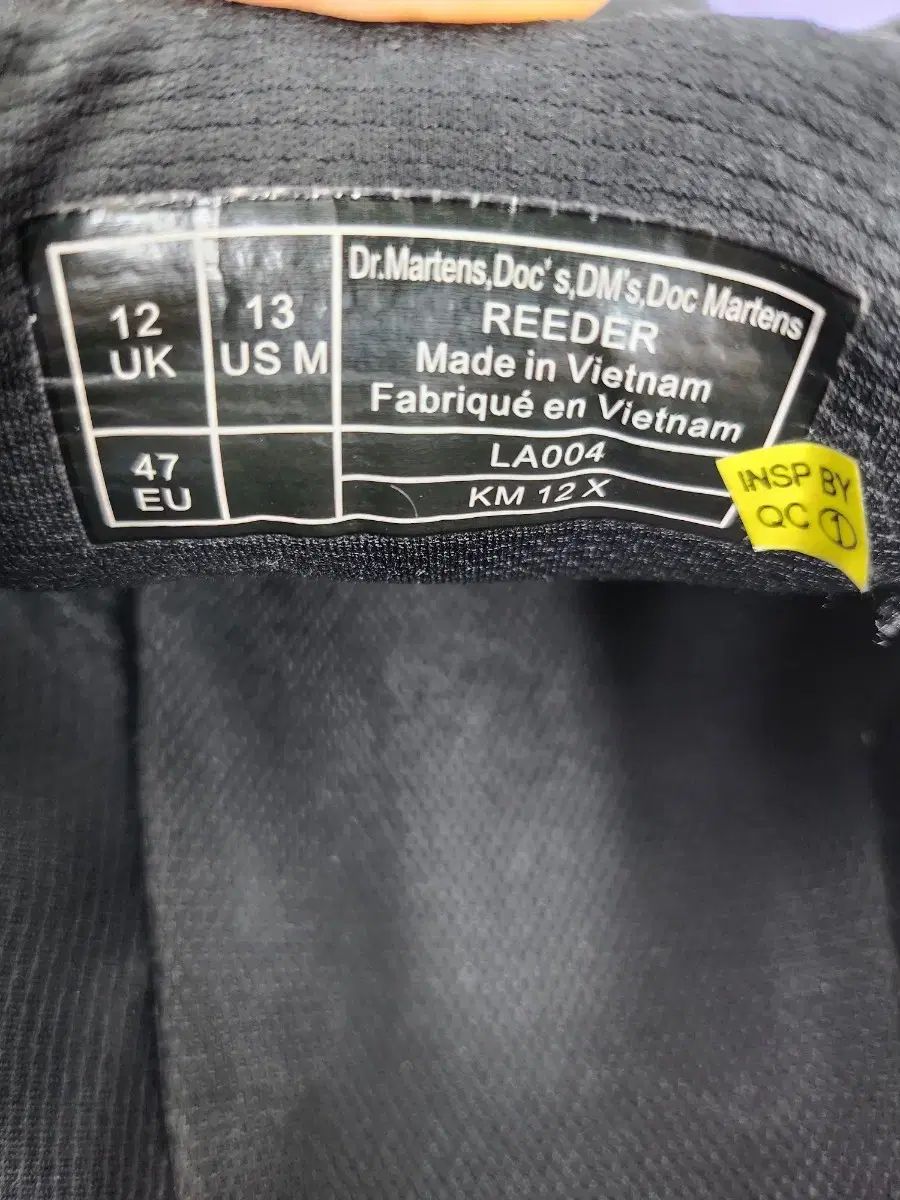 12
UK
13
US M
Dr.Martens,Doc's,DM's,Doc Martens
REEDER
Made in Vietnam
Fabriqué en Vietnam
47
EU
LA004
KM 12 X
INSP BY
QC 1